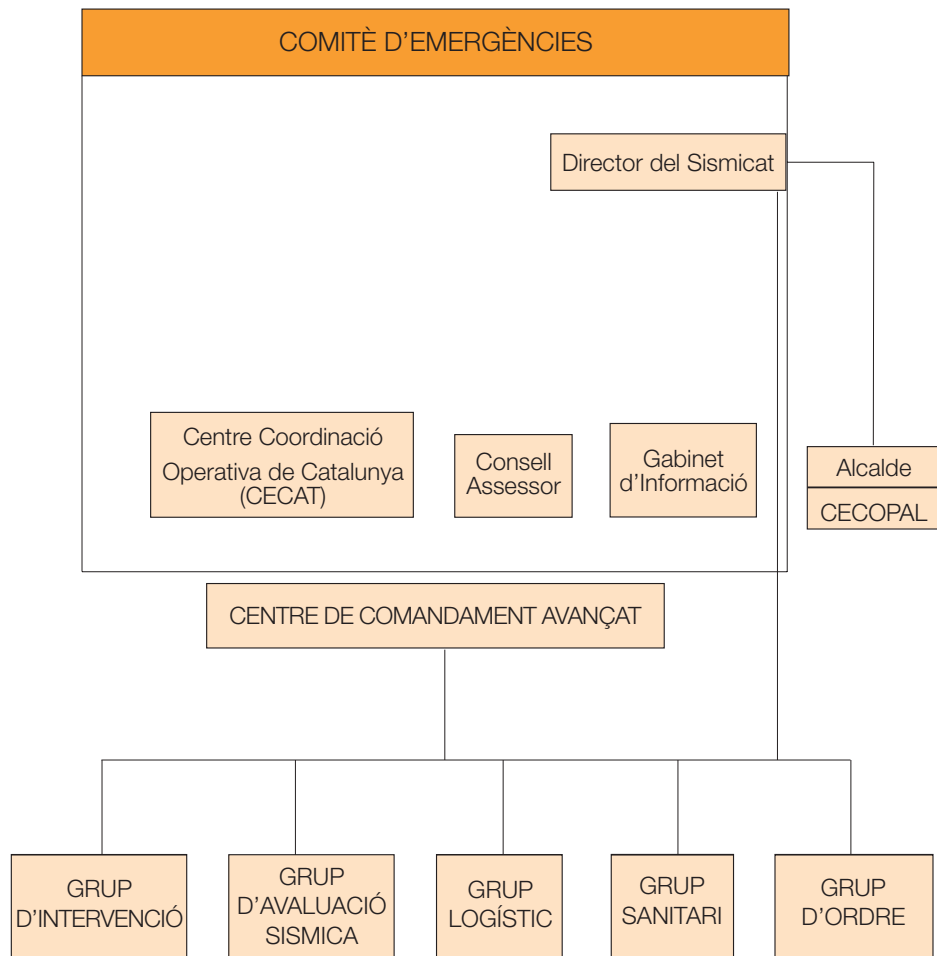 COMITÈ D'EMERGÈNCIES
Director del Sismicat
Centre Coordinació
Operativa de Catalunya
(CECAT)
Consell
Assessor
Gabinet
d'Informació
Alcalde
CECOPAL
CENTRE DE COMANDAMENT AVANÇAT
GRUP
D'INTERVENCIÓ
GRUP
D'AVALUACIÓ
SISMICA
GRUP
LOGÍSTIC
GRUP
SANITARI
GRUP
D'ORDRE